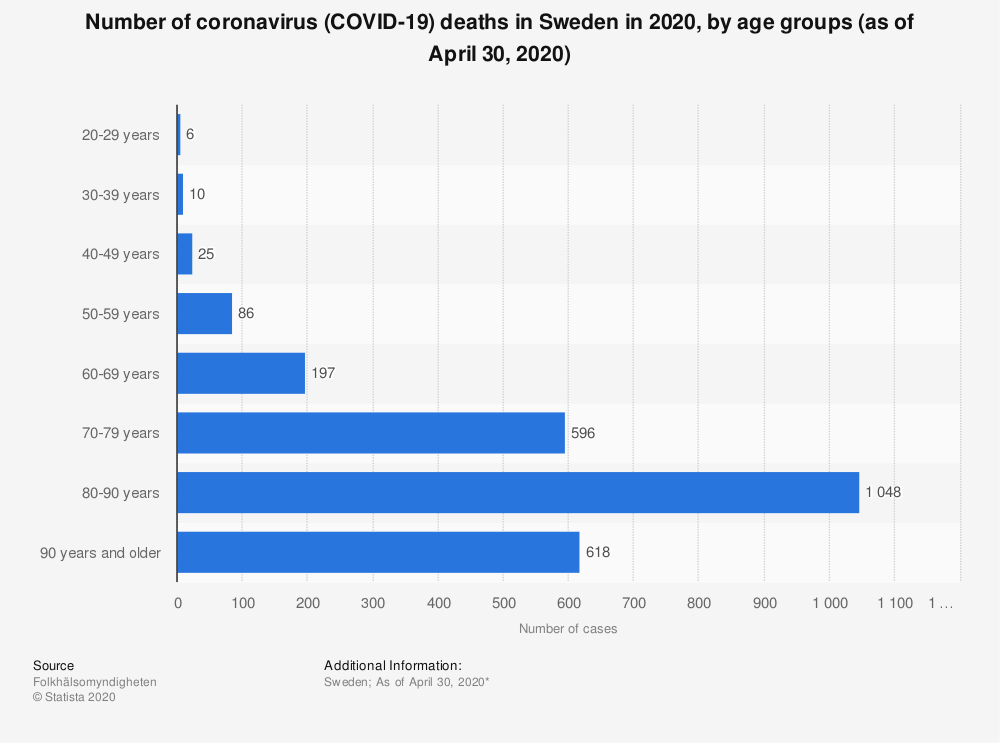 Number of coronavirus (COVID-19) deaths in Sweden in 2020, by age groups (as of
April 30, 2020)
20-29 years 6
30-39 years 10
40-49 years 25
50-59 years 86
60-69 years 197
70-79 years 596
80-90 years 1 048
90 years and older 618
0 100 200 300 400 500 600 700 800 900 1 000 1 100 1 ...
Number of cases
Source Additional Information:
Folkhälsomyndigheten Sweden; As of April 30, 2020*
© Statista 2020